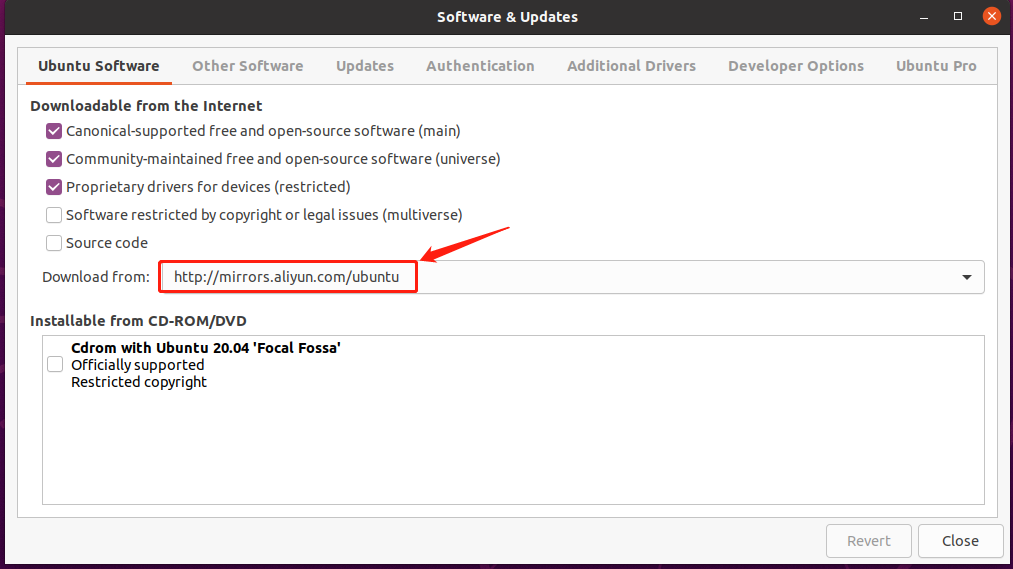 Software & Updates
Ubuntu Software Other Software Updates Authentication Additional Drivers Developer Options Ubuntu Pro
Downloadable from the Internet
Canonical-supported free and open-source software (main)
Community-maintained free and open-source software (universe)
Proprietary drivers for devices (restricted)
Software restricted by copyright or legal issues (multiverse)
Source code
Download from: http://mirrors.aliyun.com/ubuntu
Installable from CD-ROM/DVD
Cdrom with Ubuntu 20.04 'Focal Fossa'
Officially supported
Restricted copyright
Revert Close